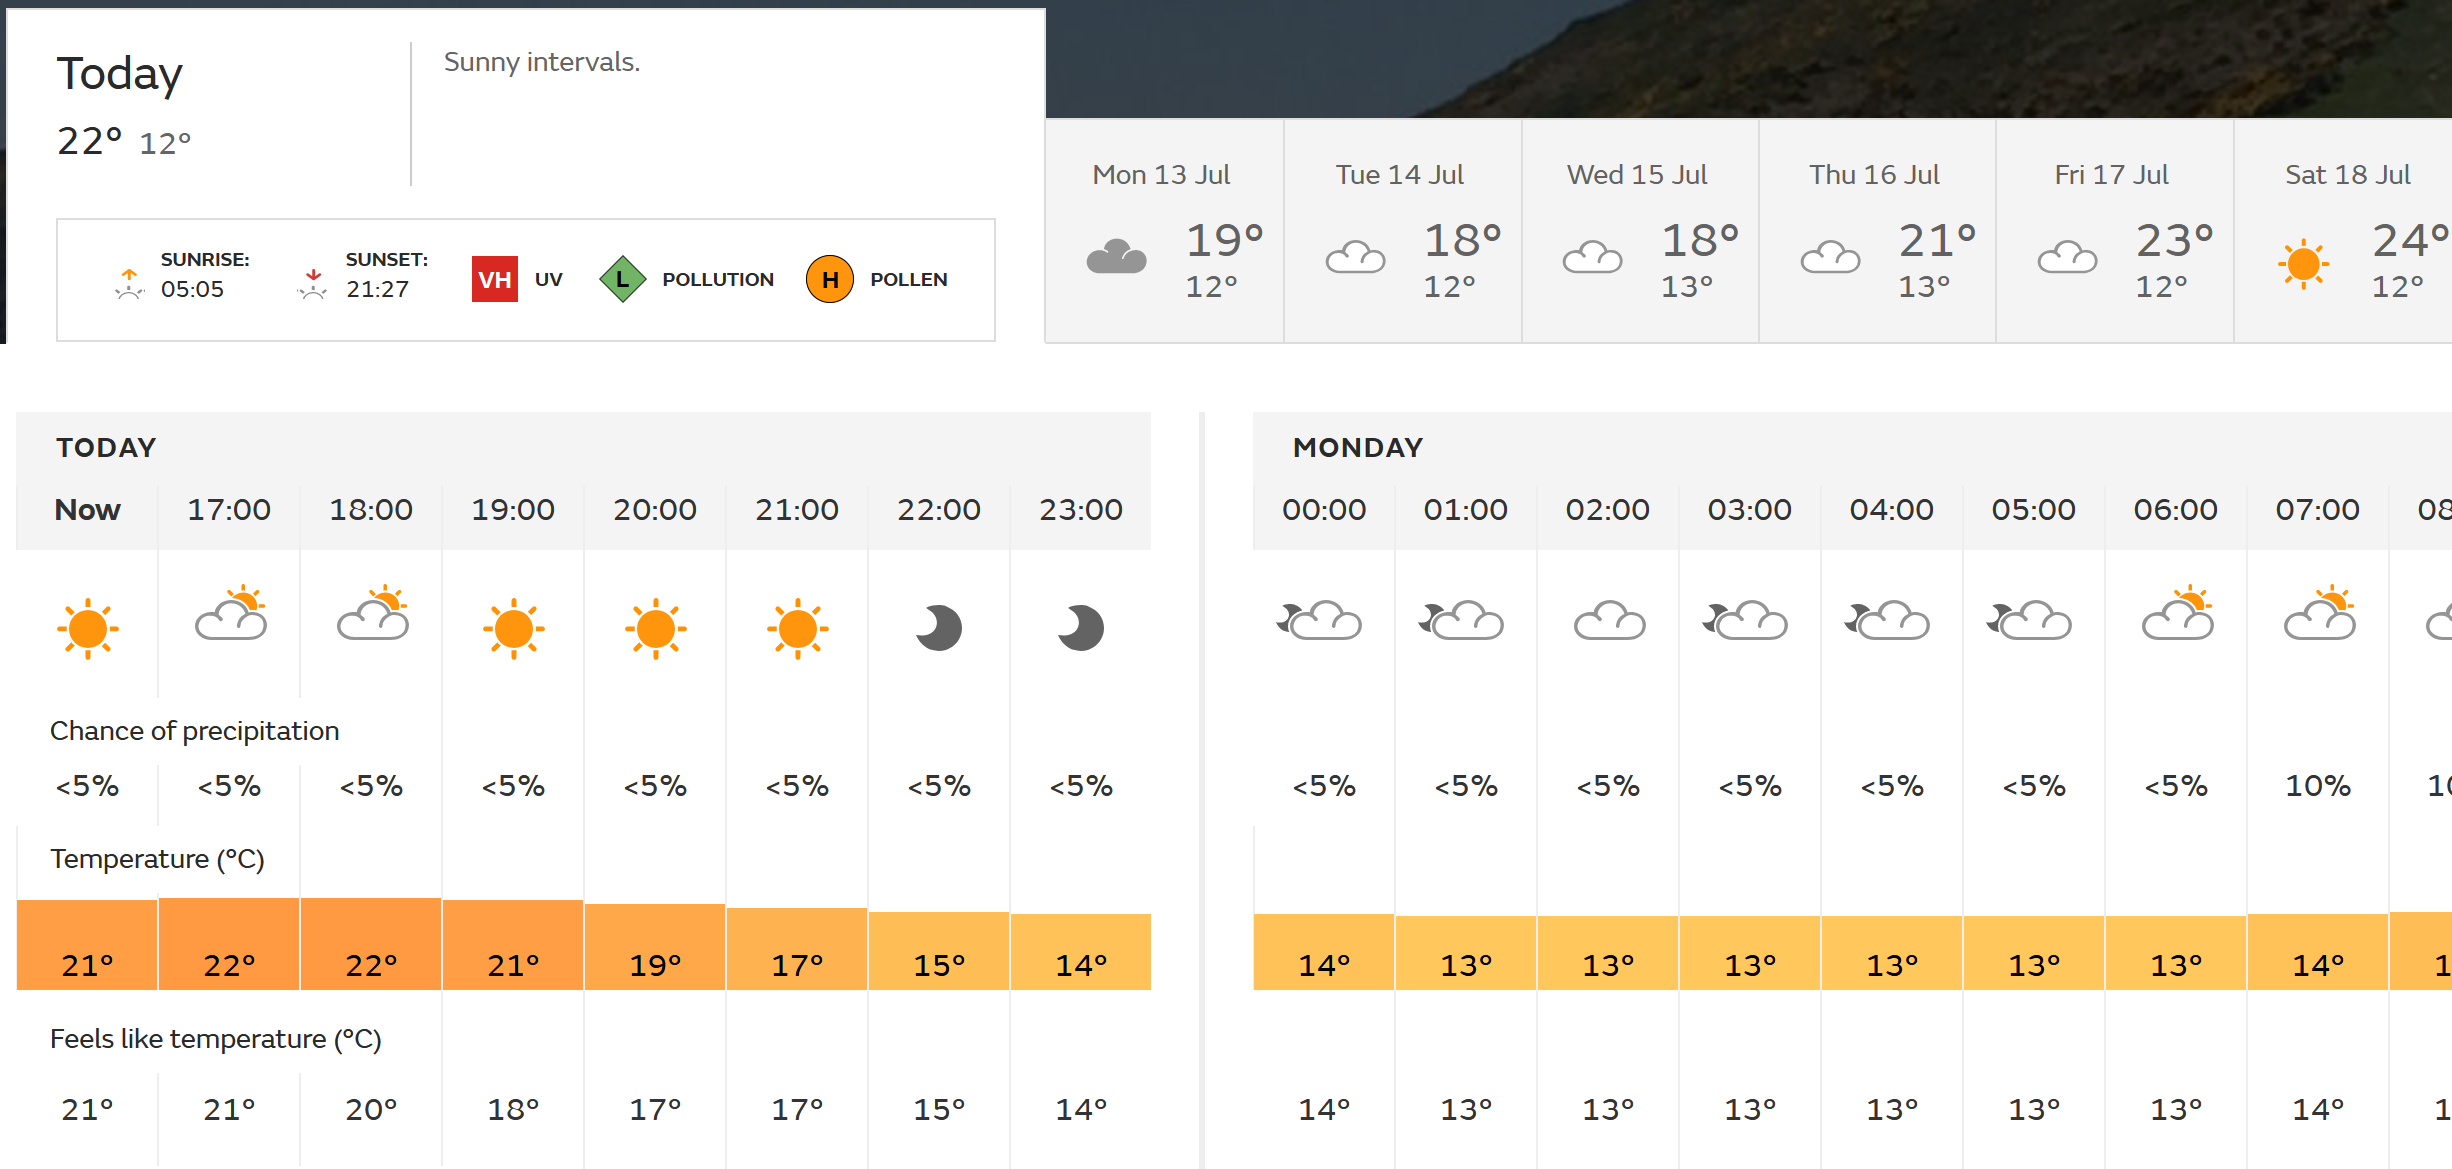 Today
22° 12°
Sunny intervals.
SUNRISE:
05:05
SUNSET:
21:27
VH UV
L POLLUTION
H POLLEN
Mon 13 Jul
19°
12°
Tue 14 Jul
18°
12°
Wed 15 Jul
18°
13°
Thu 16 Jul
21°
13°
Fri 17 Jul
23°
12°
Sat 18 Jul
24°
12°
TODAY
Now 17:00 18:00 19:00 20:00 21:00 22:00 23:00
MONDAY
00:00 01:00 02:00 03:00 04:00 05:00 06:00 07:00 08
Chance of precipitation
<5% <5% <5% <5% <5% <5% <5% <5% <5% <5% <5% <5% <5% <5% <5% 10% 10
Temperature (°C)
21° 22° 22° 21° 19° 17° 15° 14° 14° 13° 13° 13° 13° 13° 13° 14° 1
Feels like temperature (°C)
21° 21° 20° 18° 17° 17° 15° 14° 14° 13° 13° 13° 13° 13° 13° 14° 1